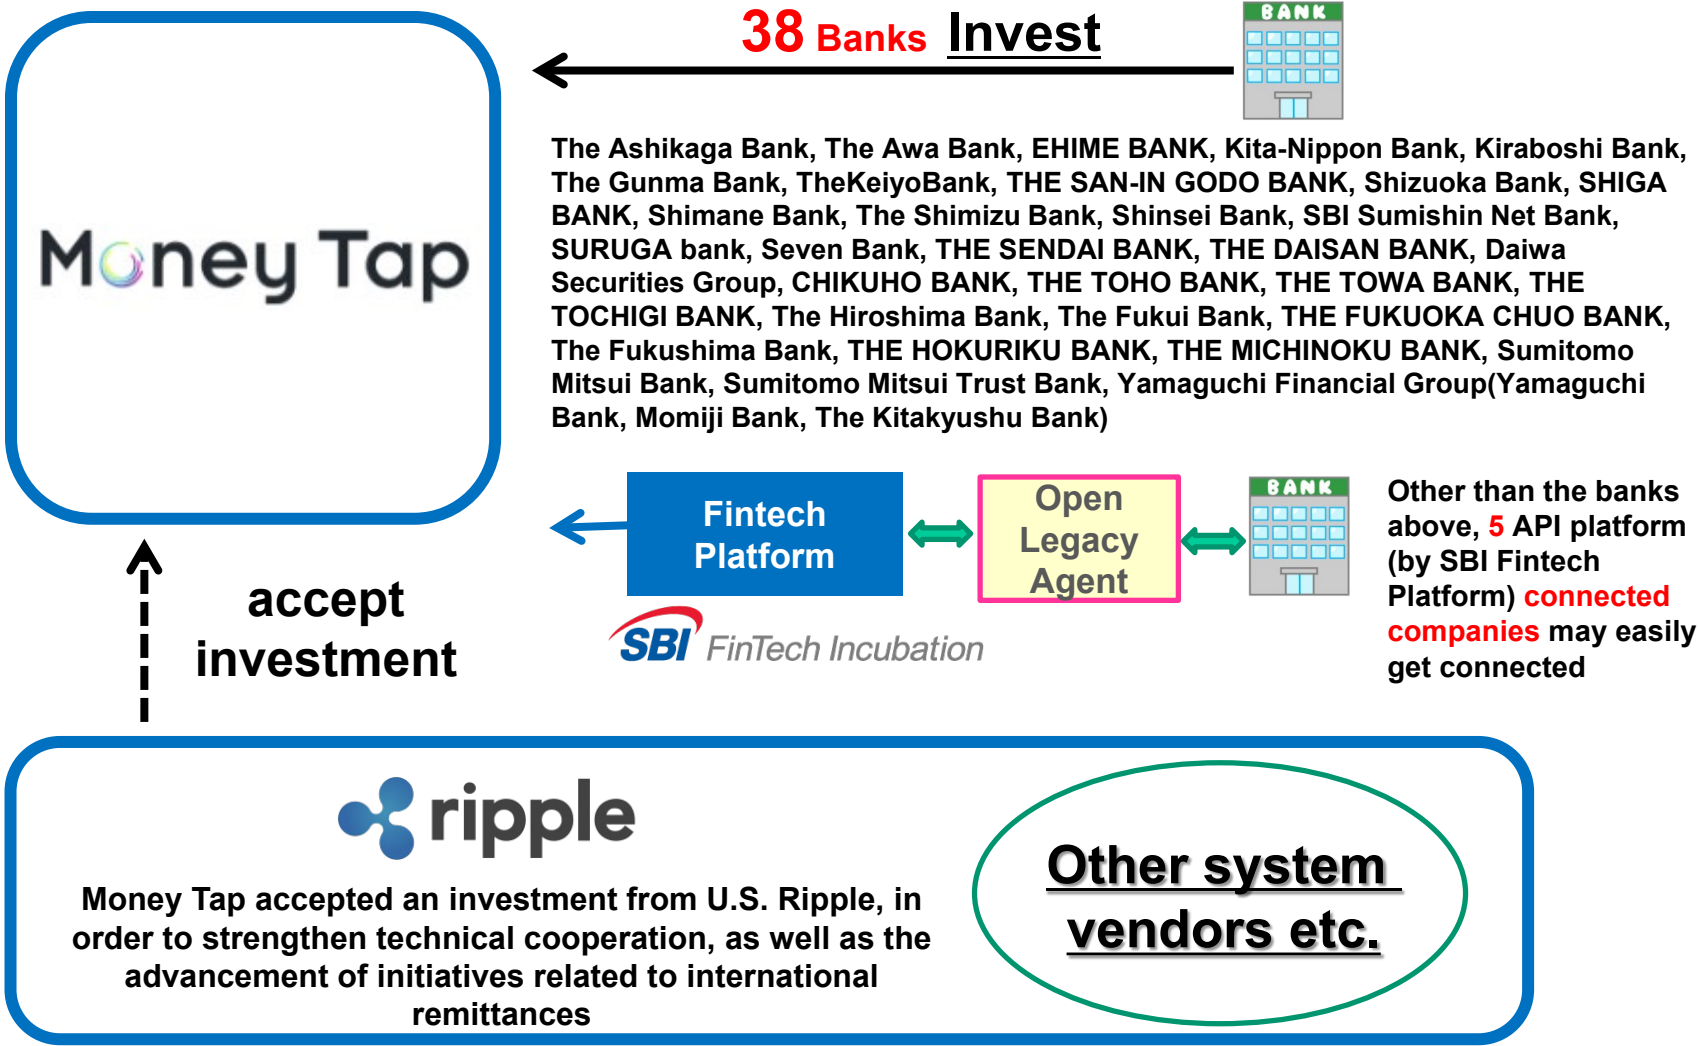 38 Banks Invest
BANK
Money Tap
The Ashikaga Bank, The Awa Bank, EHIME BANK, Kita-Nippon Bank, Kiraboshi Bank,
The Gunma Bank, TheKeiyoBank, THE SAN-IN GODO BANK, Shizuoka Bank, SHIGA
BANK, Shimane Bank, The Shimizu Bank, Shinsei Bank, SBI Sumishin Net Bank,
SURUGA bank, Seven Bank, THE SENDAI BANK, THE DAISAN BANK, Daiwa
Securities Group, CHIKUHO BANK, THE TOHO BANK, THE TOWA BANK, THE
TOCHIGI BANK, The Hiroshima Bank, The Fukui Bank, THE FUKUOKA CHUO BANK,
The Fukushima Bank, THE HOKURIKU BANK, THE MICHINOKU BANK, Sumitomo
Mitsui Bank, Sumitomo Mitsui Trust Bank, Yamaguchi Financial Group(Yamaguchi
Bank, Momiji Bank, The Kitakyushu Bank)
Fintech
Platform
Open
Legacy
Agent
BANK
Other than the banks
above, 5 API platform
(by SBI Fintech
Platform) connected
companies may easily
get connected
SBI FinTech Incubation
accept
investment
ripple
Money Tap accepted an investment from U.S. Ripple, in
order to strengthen technical cooperation, as well as the
advancement of initiatives related to international
remittances
Other system
vendors etc.